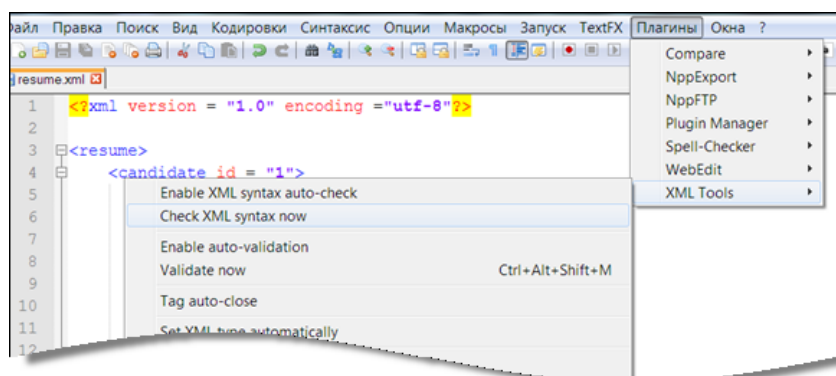 Файл Правка Поиск Вид Кодировки Синтаксис Опции Макросы Запуск TextFX Плагины Окна ?
resume.xml
1 <?xml version = "1.0" encoding ="utf-8"?>
2
3 <resume>
4 <candidate id = "1">
5
6
7
8
9
10
11
12
Compare
NppExport
NppFTP
Plugin Manager
Spell-Checker
WebEdit
XML Tools
Enable XML syntax auto-check
Check XML syntax now
Enable auto-validation
Validate now Ctrl+Alt+Shift+M
Tag auto-close
Set XML type automatically